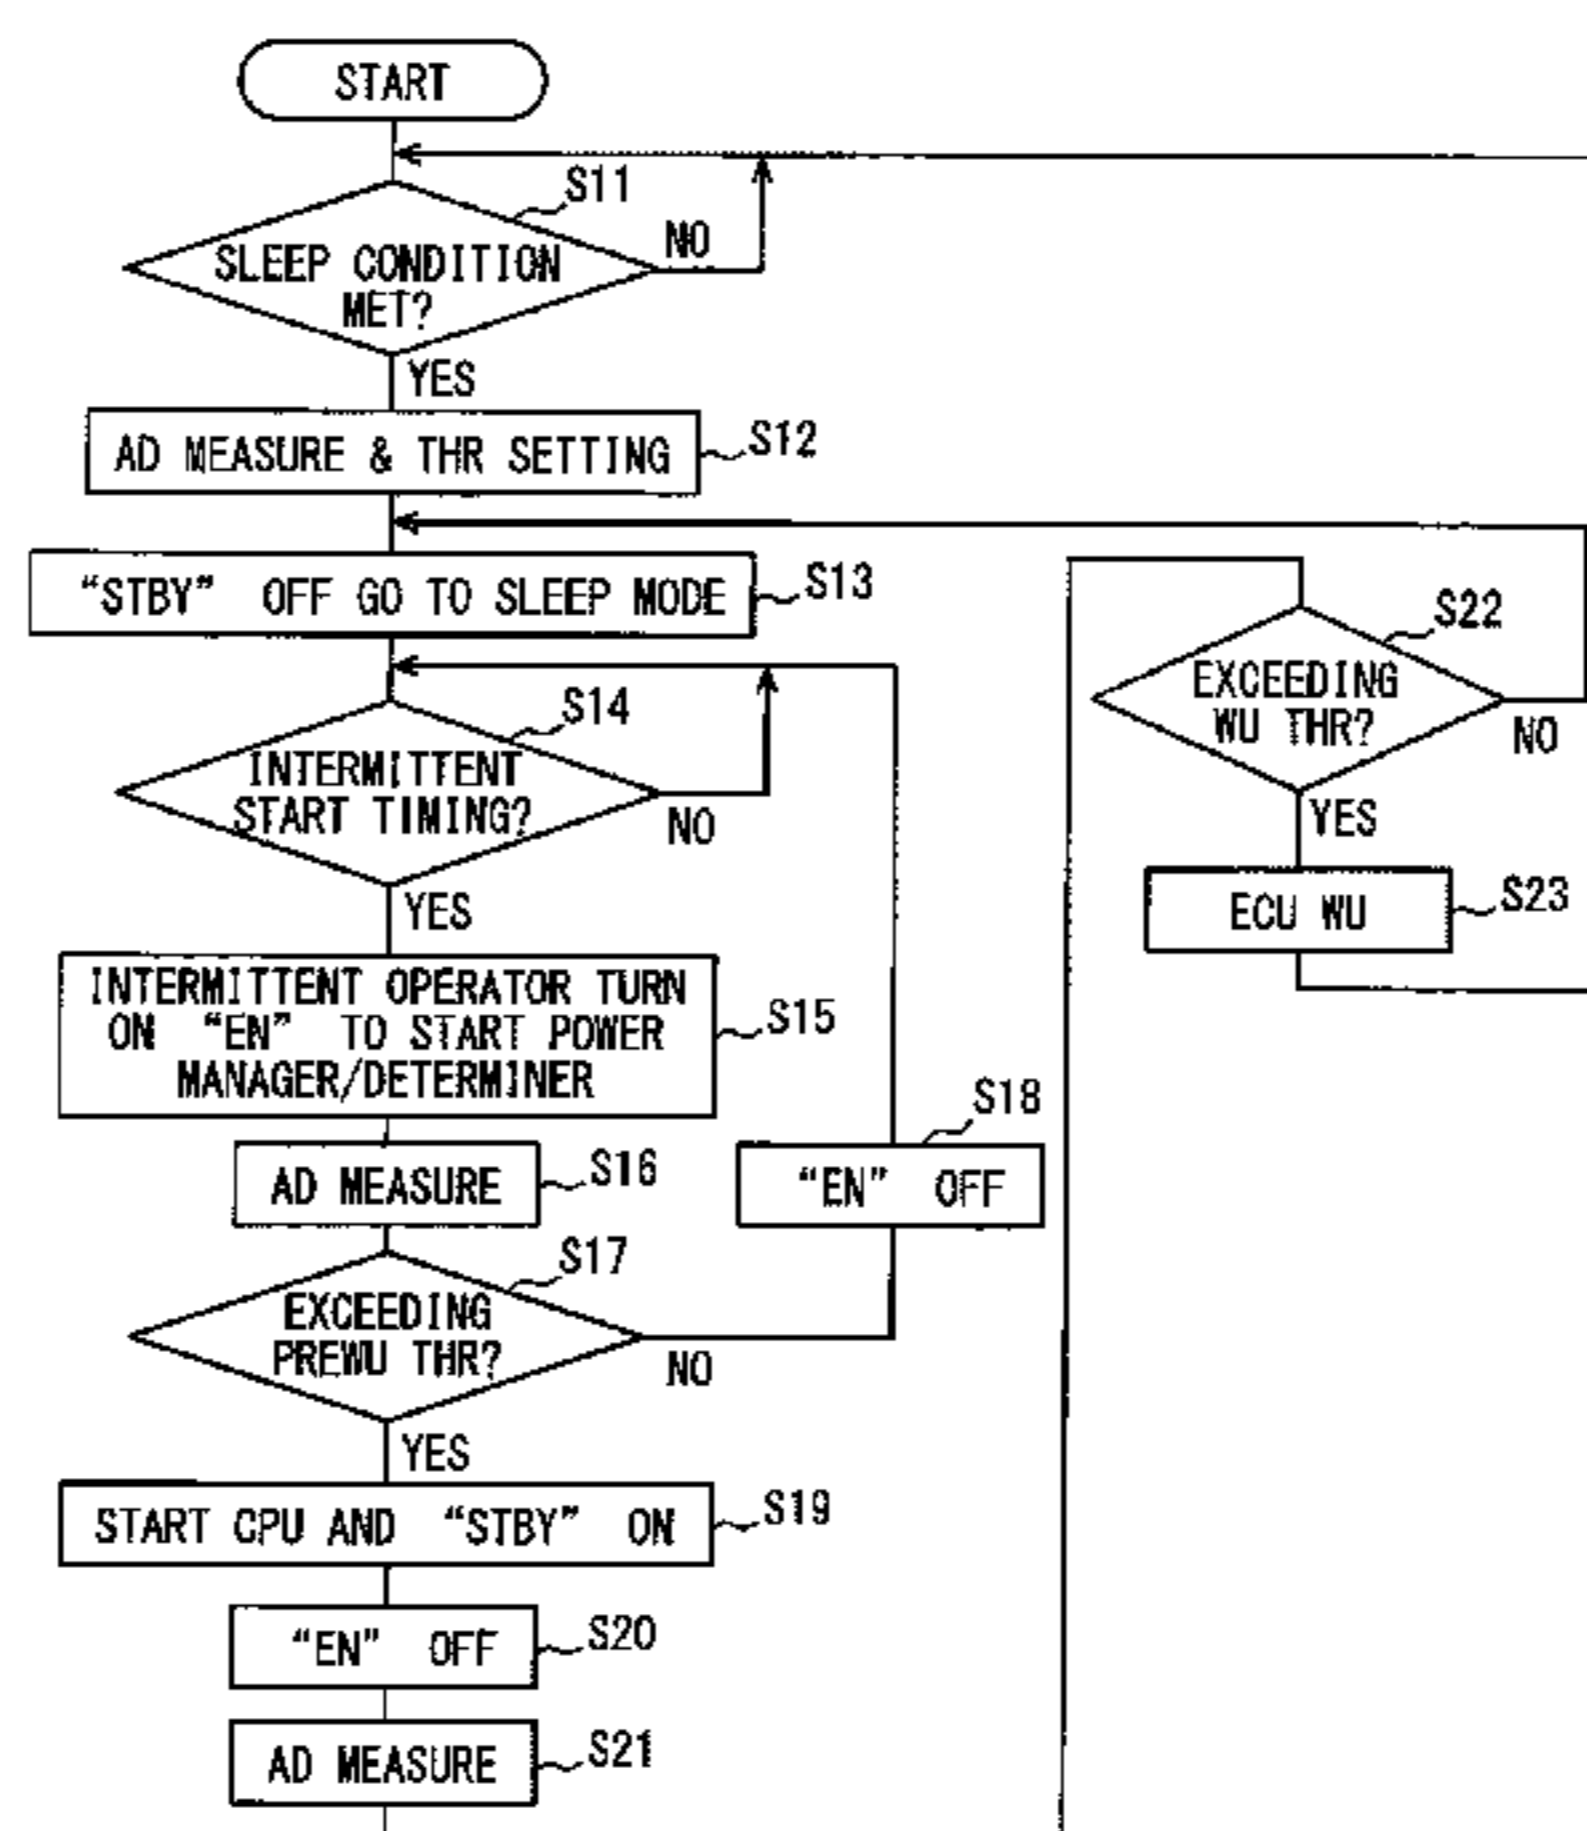 START
S11
SLEEP CONDITION
MET?
NO
YES
AD MEASURE & THR SETTING
S12
“STBY” OFF GO TO SLEEP MODE
S13
S14
INTERMITTENT
START TIMING?
NO
YES
INTERMITTENT OPERATOR TURN
ON “EN” TO START POWER
MANAGER/DETERMINER
S15
AD MEASURE
S16
S17
EXCEEDING
PREWU THR?
NO
S18
“EN” OFF
YES
START CPU AND “STBY” ON
S19
“EN” OFF
S20
AD MEASURE
S21
S22
EXCEEDING
WU THR?
NO
YES
ECU WU
S23